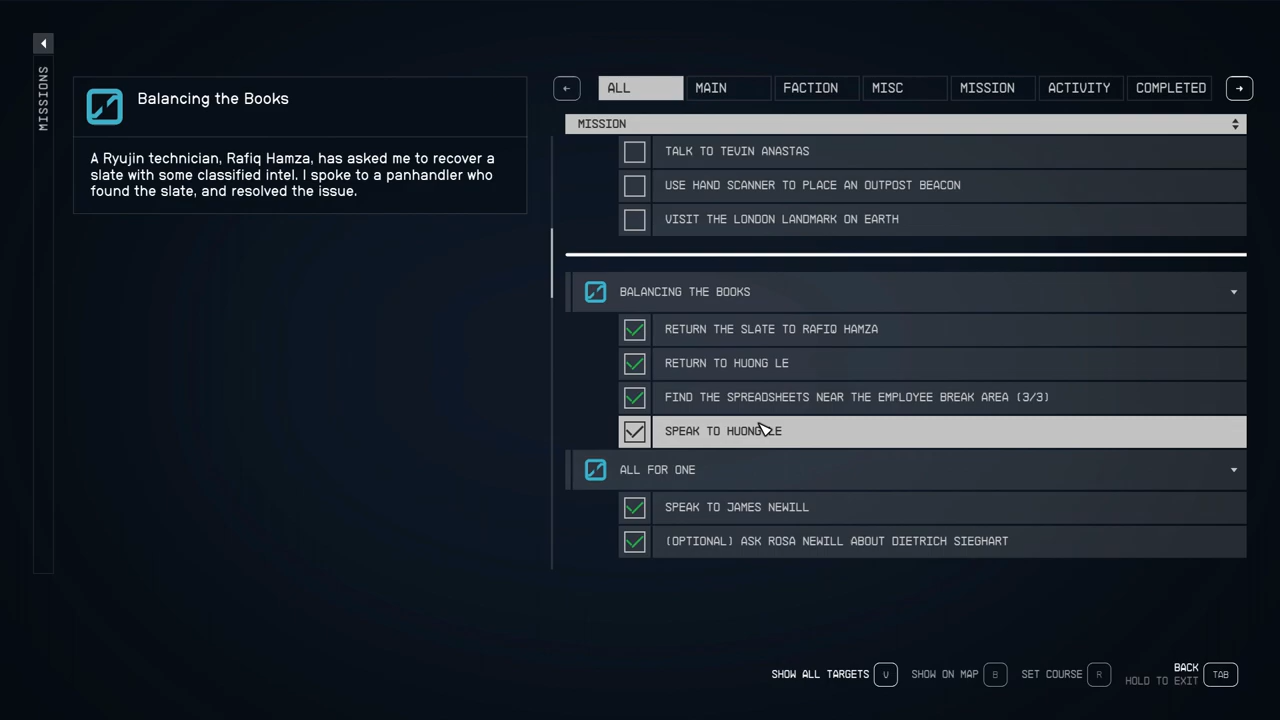 MISSIONS
Balancing the Books
A Ryujin technician, Rafiq Hamza, has asked me to recover a
slate with some classified intel. I spoke to a panhandler who
found the slate, and resolved the issue.
ALL
MAIN
FACTION
MISC
MISSION
ACTIVITY
COMPLETED
MISSION
TALK TO TEVIN ANASTAS
USE HAND SCANNER TO PLACE AN OUTPOST BEACON
VISIT THE LONDON LANDMARK ON EARTH
BALANCING THE BOOKS
RETURN THE SLATE TO RAFIQ HAMZA
RETURN TO HUONG LE
FIND THE SPREADSHEETS NEAR THE EMPLOYEE BREAK AREA (3/3)
SPEAK TO HUONG LE
ALL FOR ONE
SPEAK TO JAMES NEWILL
(OPTIONAL) ASK ROSA NEWILL ABOUT DIETRICH SIEGHART
SHOW ALL TARGETS V
SHOW ON MAP B
SET COURSE R
BACK
HOLD TO EXIT TAB